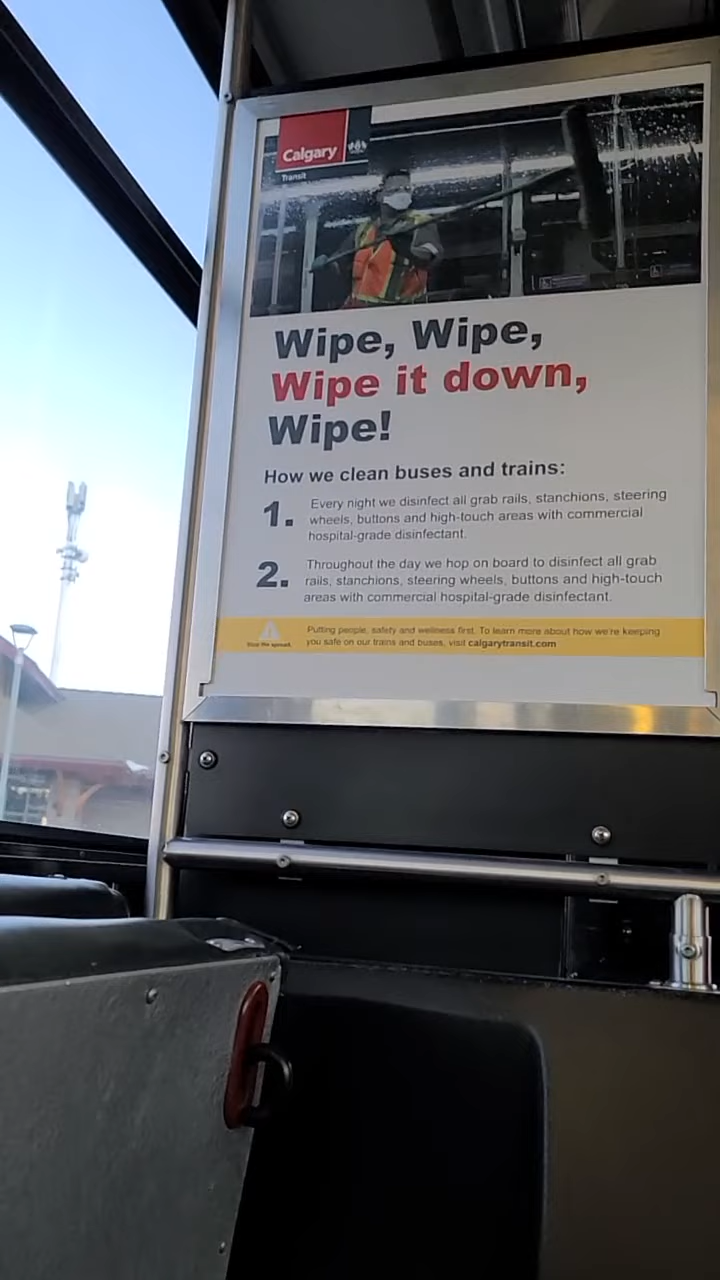 Calgary
Transit
Wipe, Wipe,
Wipe it down,
Wipe!
How we clean buses and trains:
1. Every night we disinfect all grab rails, stanchions, steering
wheels, buttons and high-touch areas with commercial
hospital-grade disinfectant.
2. Throughout the day we hop on board to disinfect all grab
rails, stanchions, steering wheels, buttons and high-touch
areas with commercial hospital-grade disinfectant.
Stop the spread.
Putting people, safety and wellness first. To learn more about how we're keeping
you safe on our trains and buses, visit calgarytransit.com